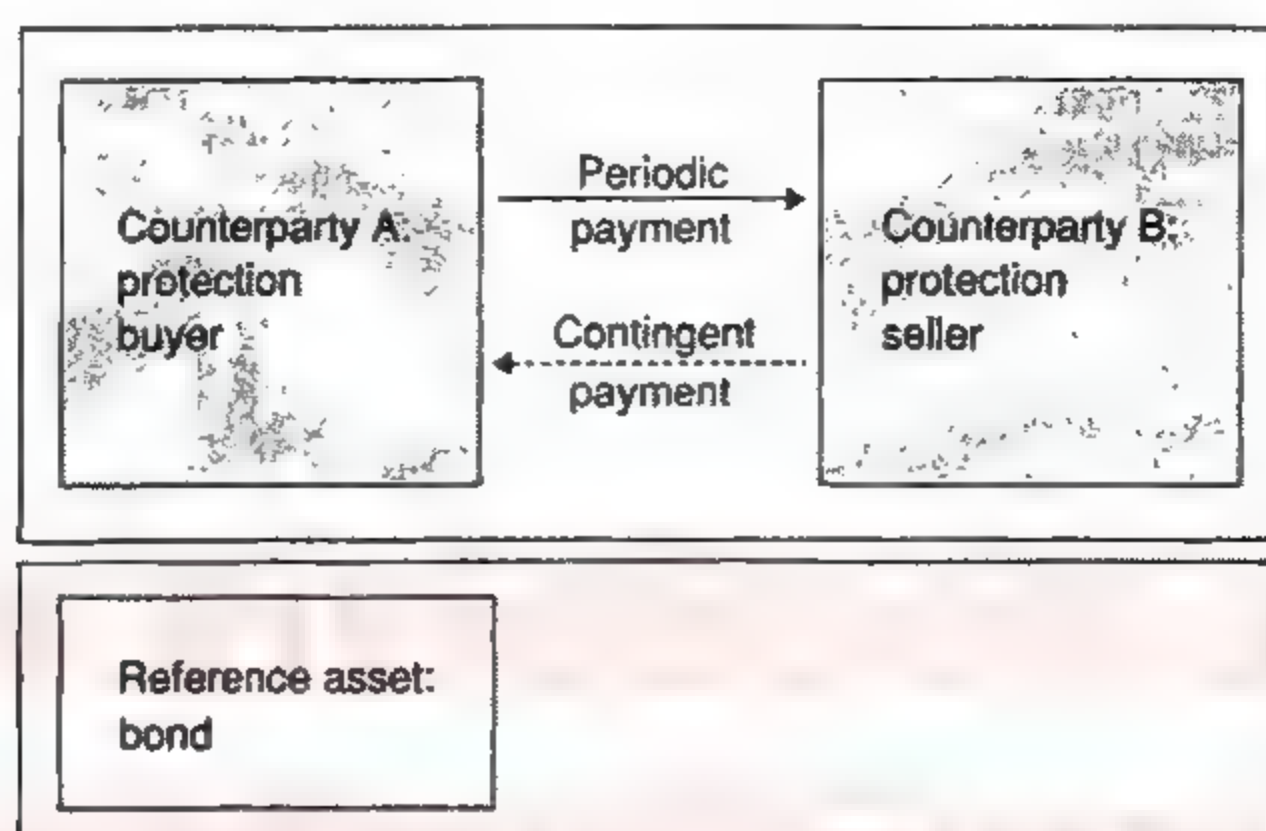 Counterparty A:
protection
buyer
Periodic
payment
Contingent
payment
Counterparty B:
protection
seller
Reference asset:
bond